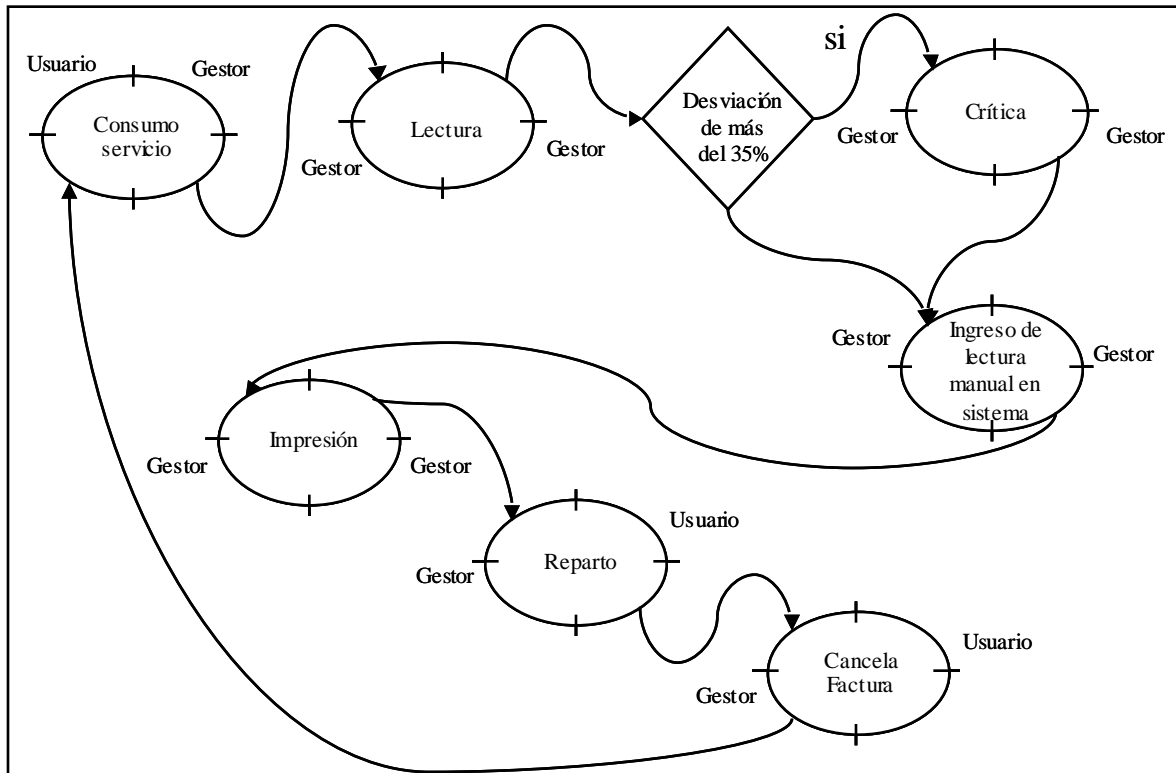 si
Usuario
Gestor
Consumo
servicio
Lectura
Gestor
Gestor
Desviación
de más
del 35%
Crítica
Gestor
Gestor
Ingreso de
lectura
manual en
sistema
Gestor
Gestor
Impresión
Gestor
Gestor
Reparto
Gestor
Usuario
Cancela
Factura
Gestor
Usuario